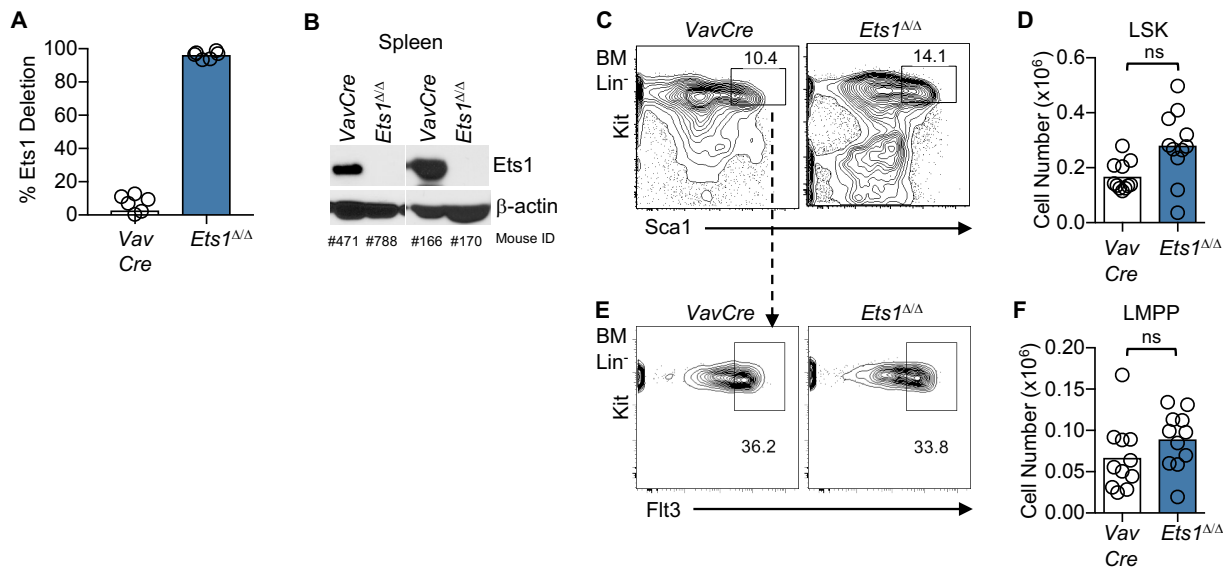 A
% Ets1 Deletion
100
80
60
40
20
0
Vav
Cre
Ets1Δ/Δ
B
Spleen
VavCre
Ets1Δ/Δ
VavCre
Ets1Δ/Δ
Ets1
β-actin
#471 #788 #166 #170 Mouse ID
C
VavCre
Ets1Δ/Δ
BM
Lin-
Kit
10.4
14.1
Sca1
D
LSK
ns
Cell Number (x10⁶)
0.6
0.4
0.2
0.0
Vav
Cre
Ets1Δ/Δ
E
VavCre
Ets1Δ/Δ
BM
Lin-
Kit
36.2
33.8
Flt3
F
LMPP
ns
Cell Number (x10⁶)
0.20
0.15
0.10
0.05
0.00
Vav
Cre
Ets1Δ/Δ